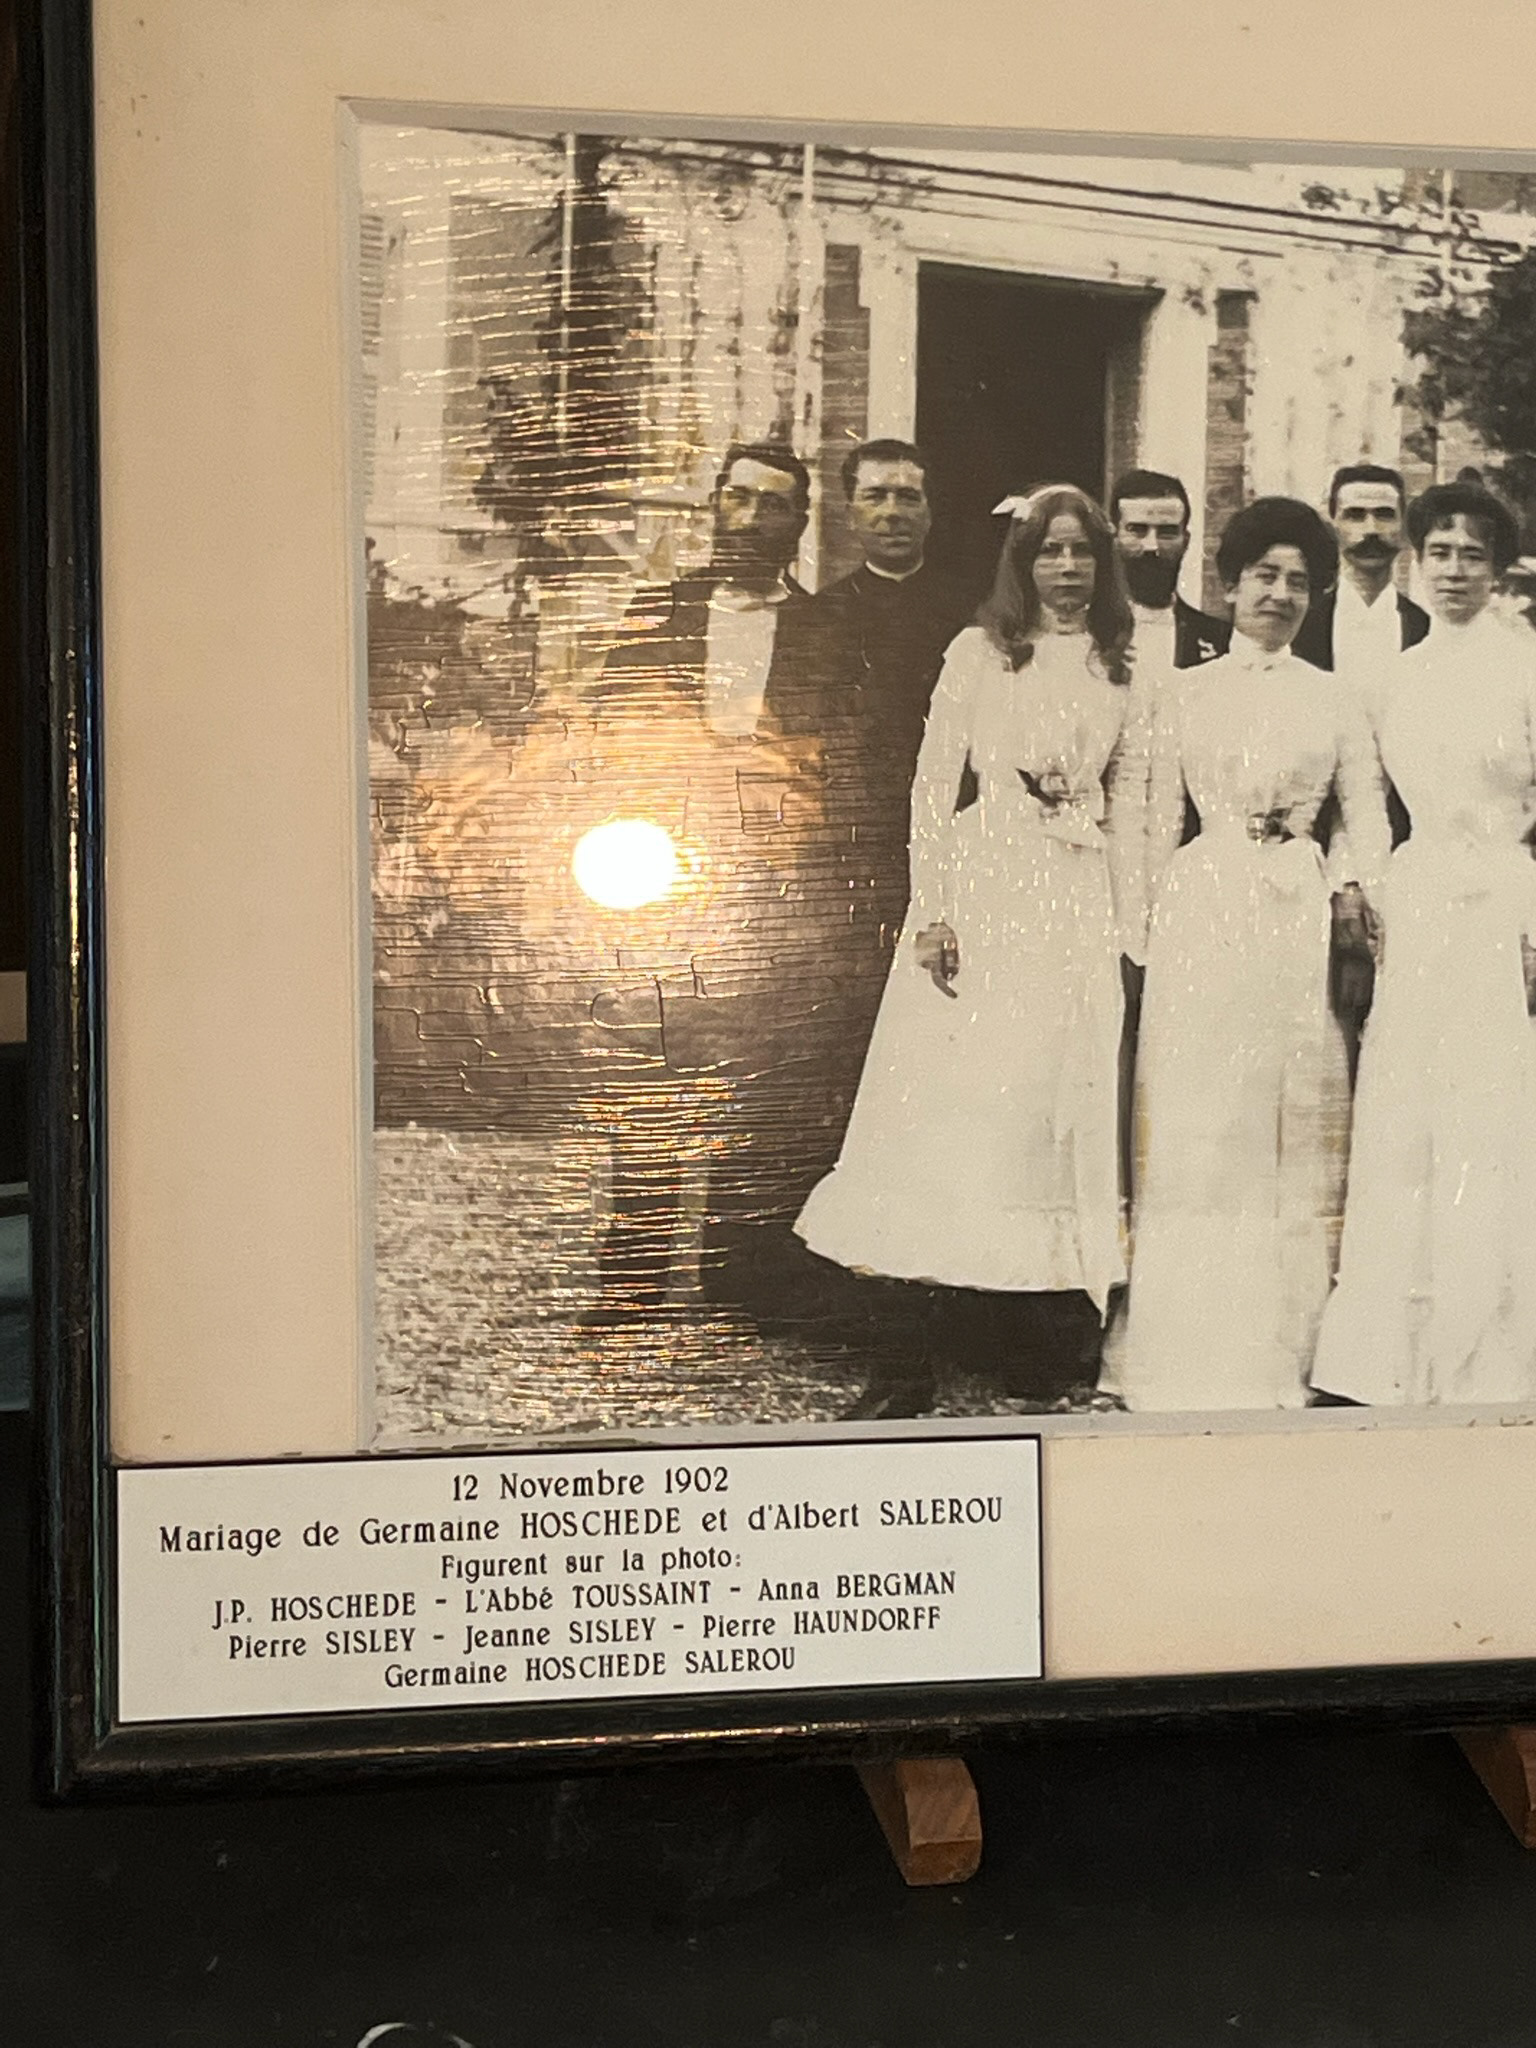 12 Novembre 1902
Mariage de Germaine HOSCHEDE et d'Albert SALEROU
Figurent sur la photo:
J.P. HOSCHEDE - L'Abbé TOUSSAINT - Anna BERGMAN
Pierre SISLEY - Jeanne SISLEY - Pierre HAUNDORFF
Germaine HOSCHEDE SALEROU